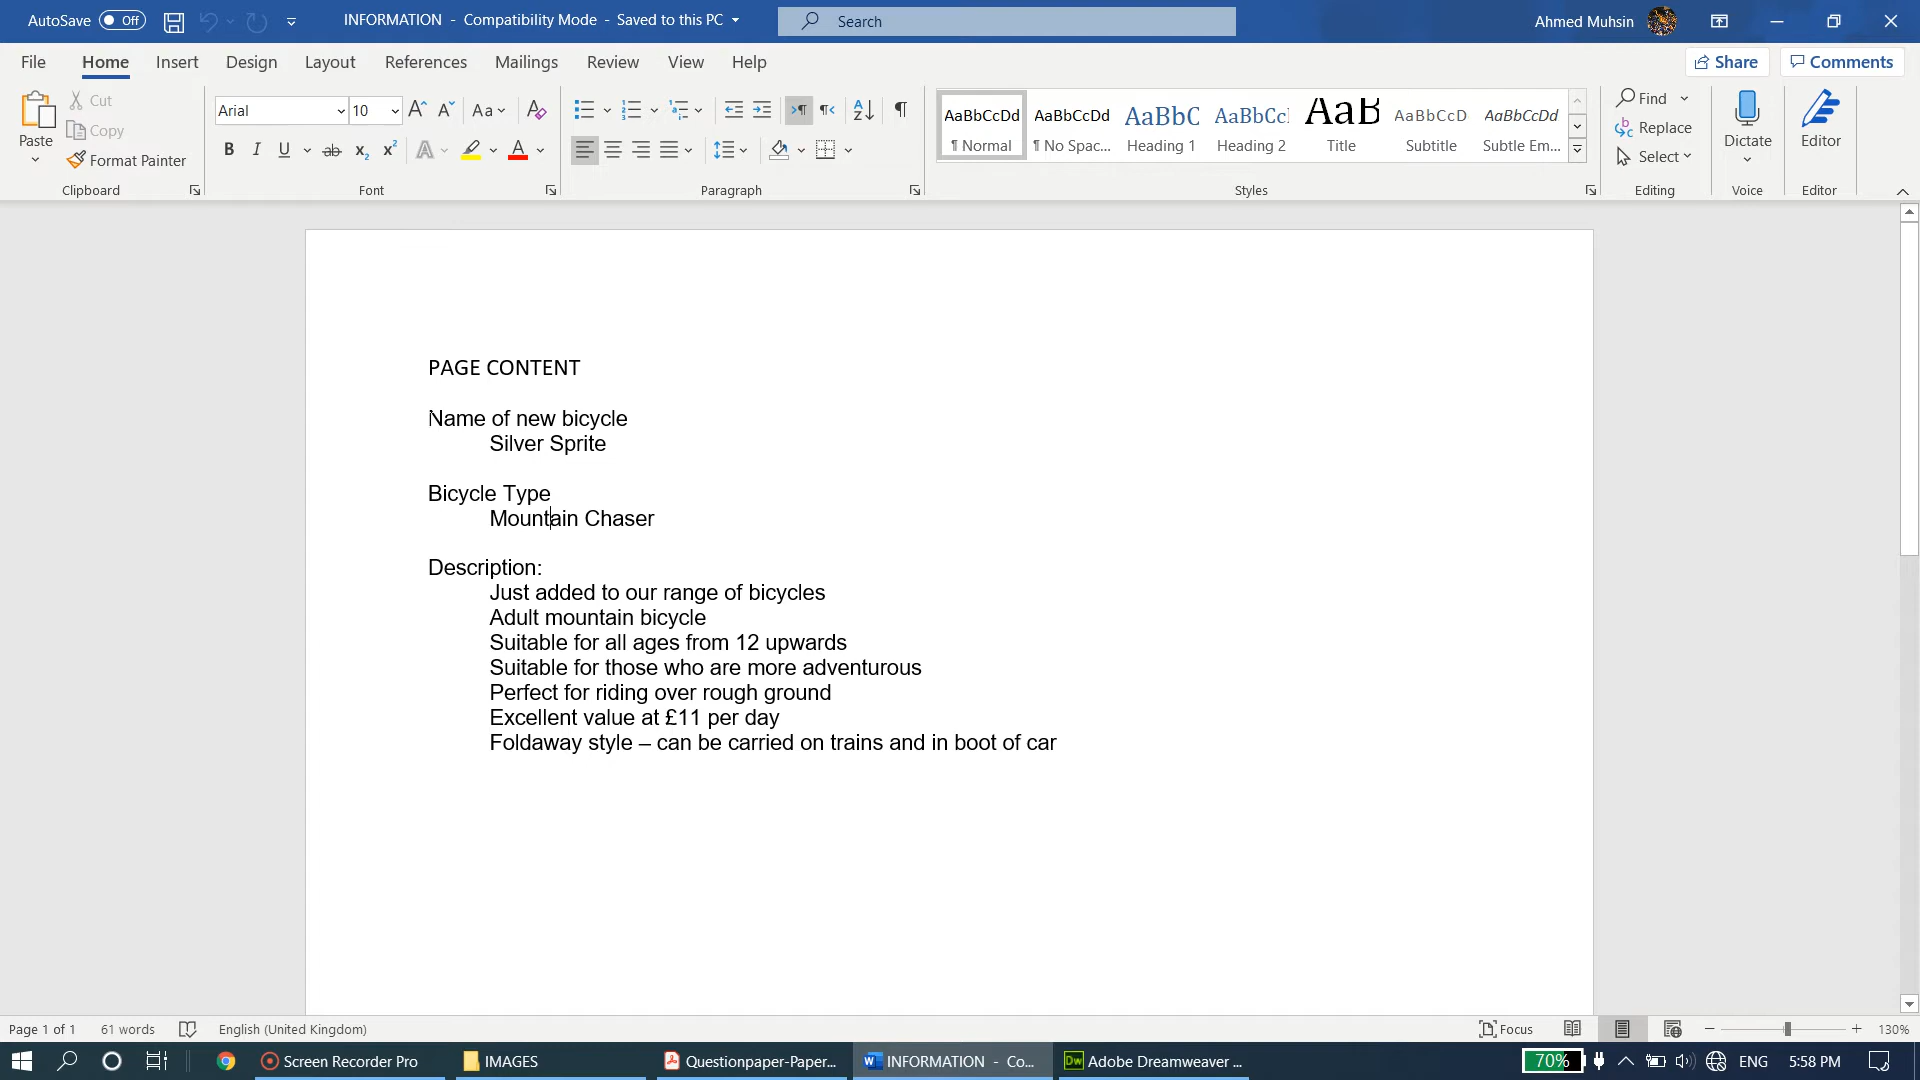 AutoSave Off INFORMATION - Compatibility Mode - Saved to this PC Search Ahmed Muhsin
File Home Insert Design Layout References Mailings Review View Help Share Comments
Paste Cut Copy Format Painter
Arial 10 Aa
B I U ab x₂ x² A A
AaBbCcDd AaBbCcDd AaBbC AaBbCc AaB AaBbCcD AaBbCcDd
¶ Normal ¶ No Spac... Heading 1 Heading 2 Title Subtitle Subtle Em...
Find Replace Select
Dictate Editor
Clipboard Font Paragraph Styles Editing Voice Editor
PAGE CONTENT
Name of new bicycle
Silver Sprite
Bicycle Type
Mountain Chaser
Description:
Just added to our range of bicycles
Adult mountain bicycle
Suitable for all ages from 12 upwards
Suitable for those who are more adventurous
Perfect for riding over rough ground
Excellent value at £11 per day
Foldaway style – can be carried on trains and in boot of car
Page 1 of 1 61 words English (United Kingdom) Focus 130%
Screen Recorder Pro IMAGES Questionpaper-Paper... W INFORMATION - Co... Dw Adobe Dreamweaver ... 70% ENG 5:58 PM